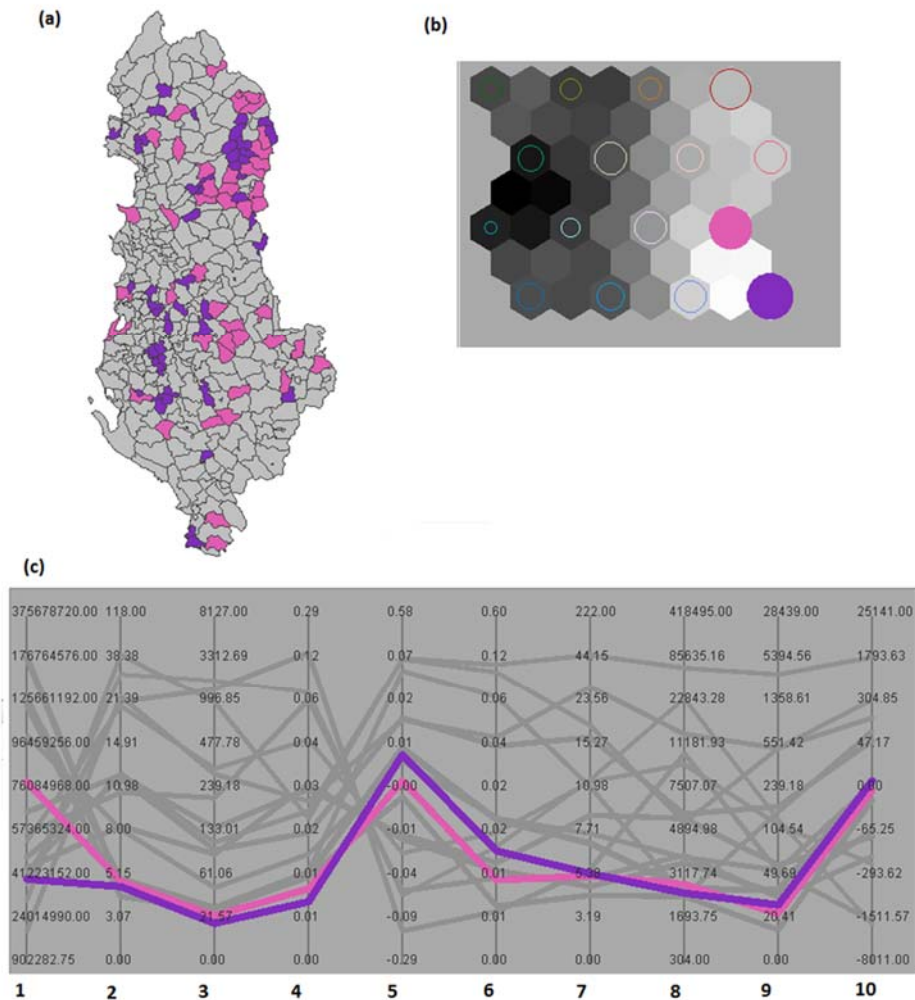 (a)
(b)
(c)
375678720.00 118.00 8127.00 0.29 0.58 0.60 222.00 418495.00 28439.00 25141.00
176764576.00 38.38 3312.69 0.12 0.07 0.12 44.15 85635.16 5394.56 1793.63
125661192.00 21.39 996.85 0.06 0.02 0.06 23.56 22843.28 1358.61 304.85
96459256.00 14.91 477.78 0.04 0.01 0.04 15.27 11181.93 551.42 47.17
76084968.00 10.98 239.18 0.03 -0.00 0.02 10.98 7507.07 239.18 0.00
57365324.00 8.00 133.01 0.02 -0.01 0.02 7.71 4894.98 104.54 -65.25
41223152.00 5.15 61.06 0.01 -0.04 0.01 5.38 3117.74 49.69 -293.62
24014990.00 3.07 21.57 0.01 -0.09 0.01 3.19 1693.75 20.41 -1511.57
902282.75 0.00 0.00 0.00 -0.29 0.00 0.00 304.00 0.00 -8011.00
1 2 3 4 5 6 7 8 9 10